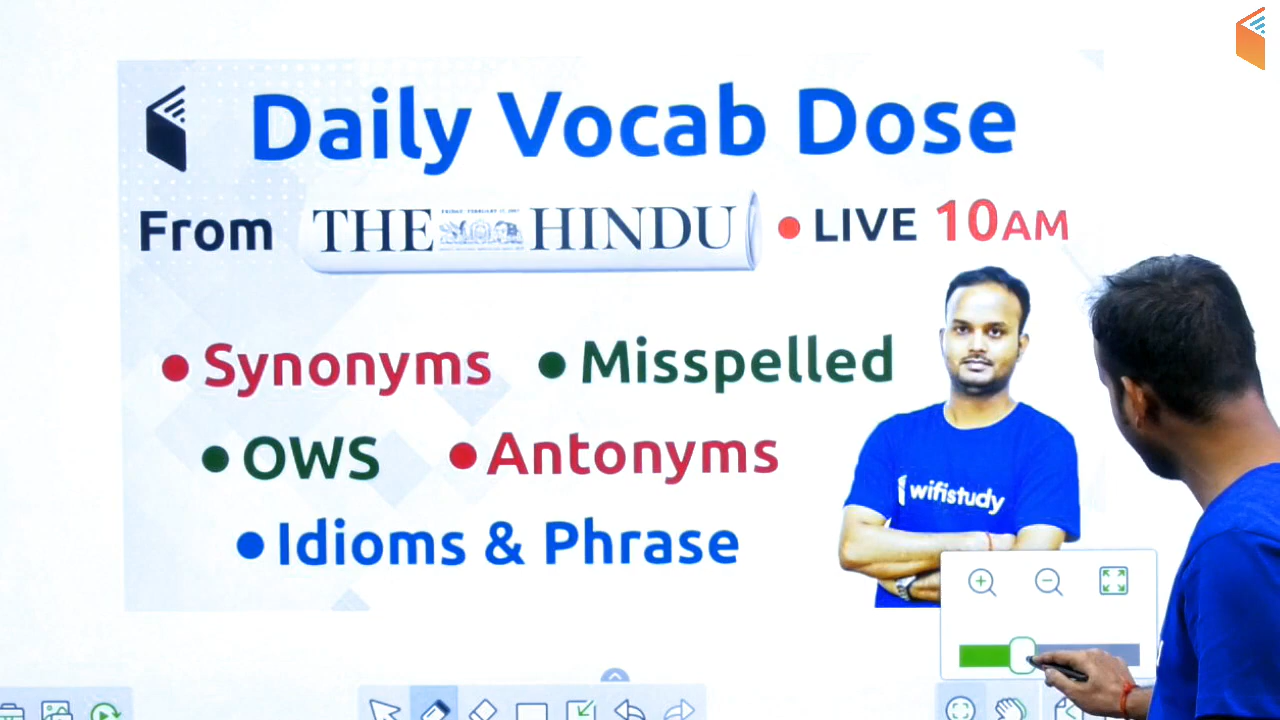 Daily Vocab Dose
From THE HINDU • LIVE 10AM
• Synonyms • Misspelled
• OWS • Antonyms
• Idioms & Phrase
wifistudy